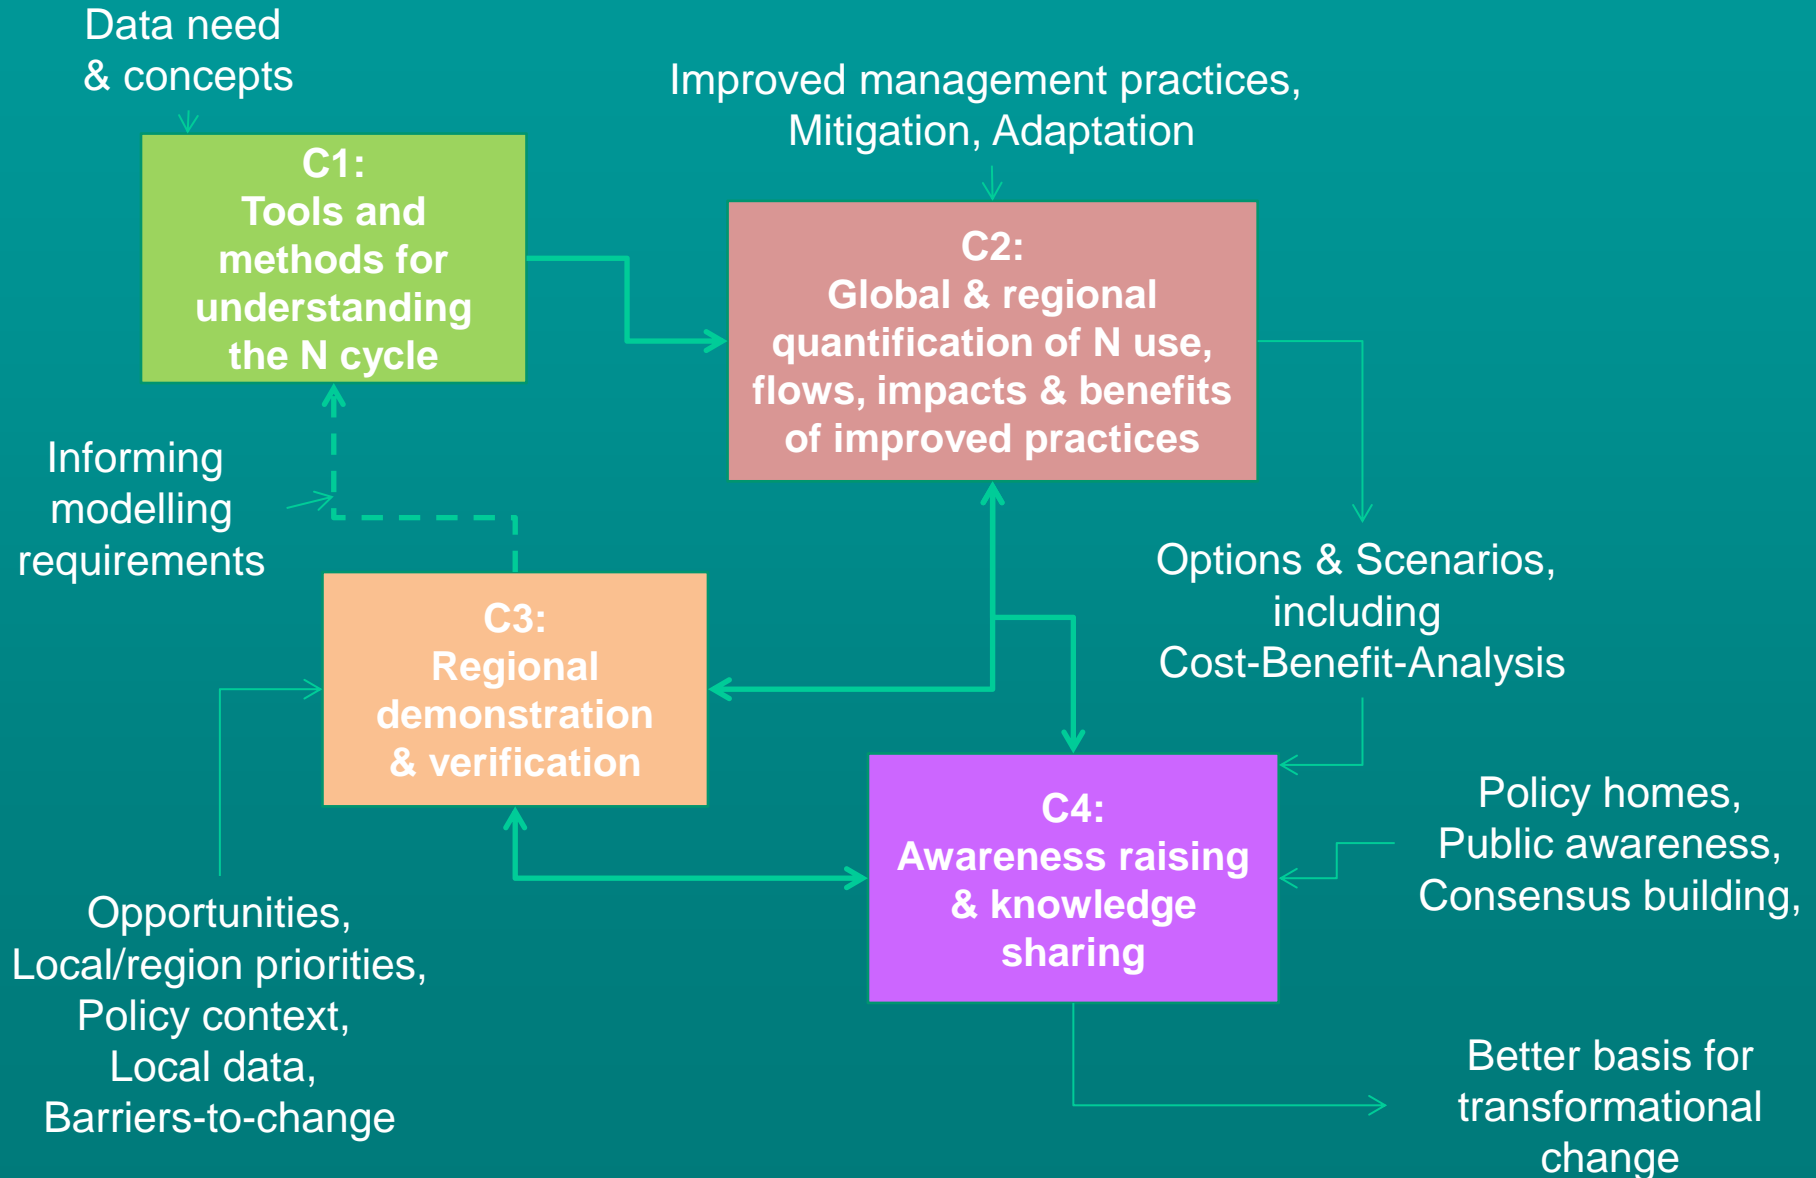 Data need
& concepts
Improved management practices,
Mitigation, Adaptation
C1:
Tools and
methods for
understanding
the N cycle
C2:
Global & regional
quantification of N use,
flows, impacts & benefits
of improved practices
Informing
modelling
requirements
Options & Scenarios,
including
Cost-Benefit-Analysis
C3:
Regional
demonstration
& verification
C4:
Awareness raising
& knowledge
sharing
Policy homes,
Public awareness,
Consensus building,
Opportunities,
Local/region priorities,
Policy context,
Local data,
Barriers-to-change
Better basis for
transformational
change